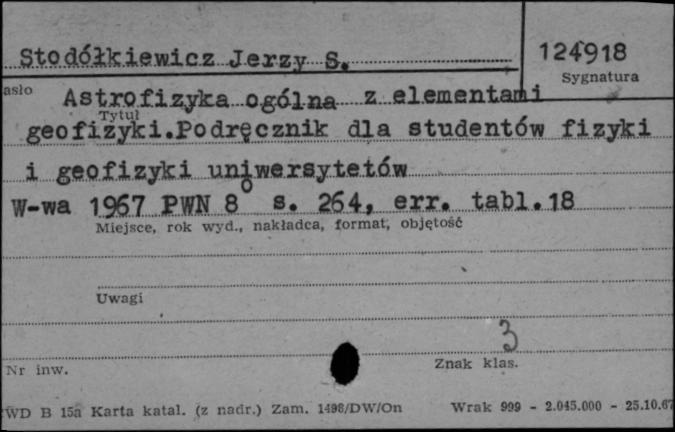 Stodółkiewicz Jerzy S.
124918
Sygnatura
asło
Astrofizyka ogólna z elementami
Tytuł
geofizyki.Podręcznik dla studentów fizyki
i geofizyki uniwersytetów
W-wa 1967 PWN 8° s. 264, err. tabl.18
Miejsce, rok wyd., nakładca, format, objętość
Uwagi
3
Nr inw.
Znak klas.
WD B 15a Karta katal. (z nadr.) Zam. 1498/DW/On Wrak 999 - 2.045.000 - 25.10.67